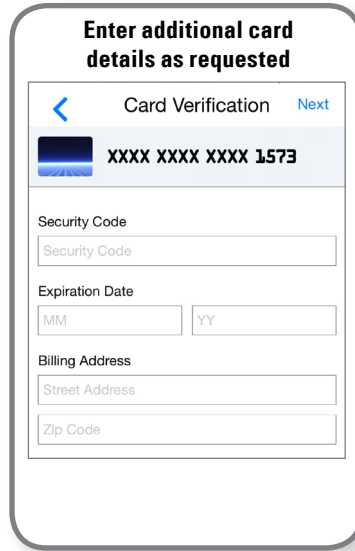 Enter additional card
details as requested
Card Verification Next
XXXX XXXX XXXX 1573
Security Code
Security Code
Expiration Date
MM YY
Billing Address
Street Address
Zip Code